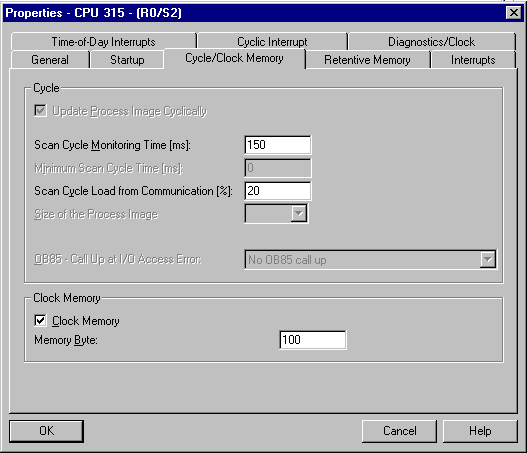 Properties - CPU 315 - (R0/S2)
Time-of-Day Interrupts Cyclic Interrupt Diagnostics/Clock
General Startup Cycle/Clock Memory Retentive Memory Interrupts
Cycle
Update Process Image Cyclically
Scan Cycle Monitoring Time [ms]: 150
Minimum Scan Cycle Time [ms]: 0
Scan Cycle Load from Communication [%]: 20
Size of the Process Image
OB85 - Call Up at I/O Access Error: No OB85 call up
Clock Memory
Clock Memory
Memory Byte: 100
OK Cancel Help